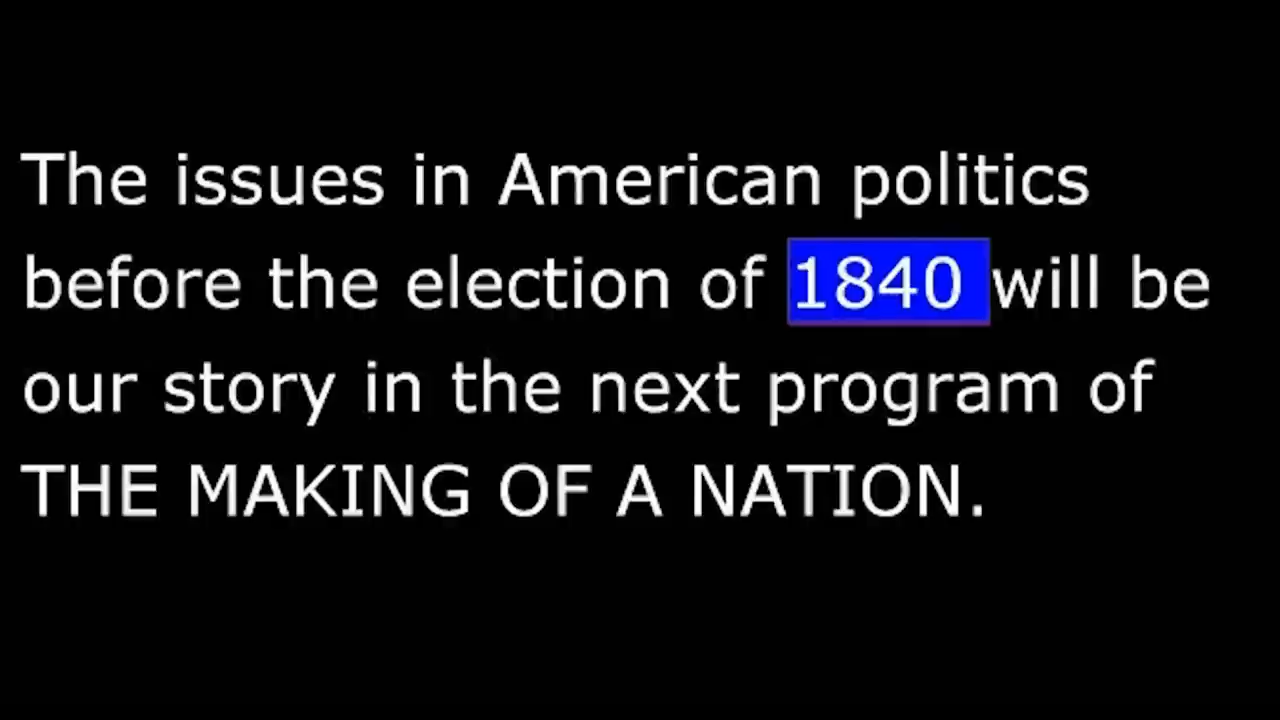 The issues in American politics
before the election of 1840 will be
our story in the next program of
THE MAKING OF A NATION.